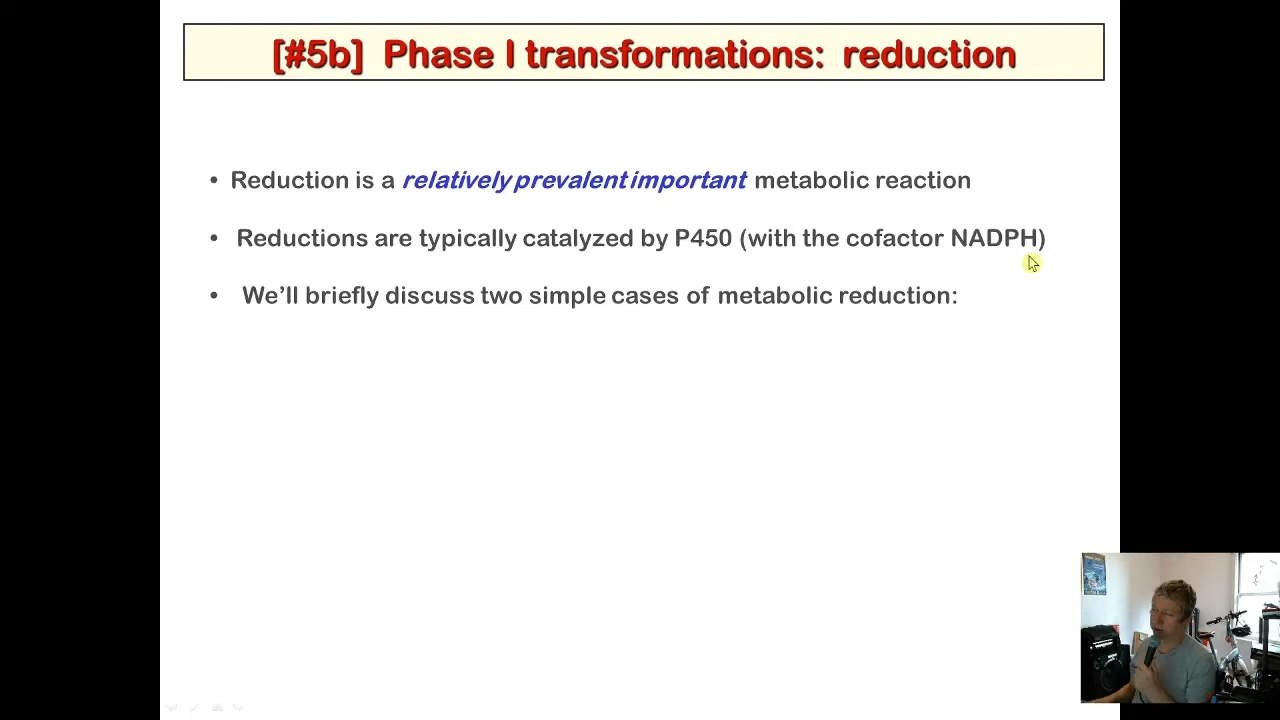 [#5b] Phase I transformations: reduction
• Reduction is a relatively prevalent important metabolic reaction
• Reductions are typically catalyzed by P450 (with the cofactor NADPH)
• We'll briefly discuss two simple cases of metabolic reduction: